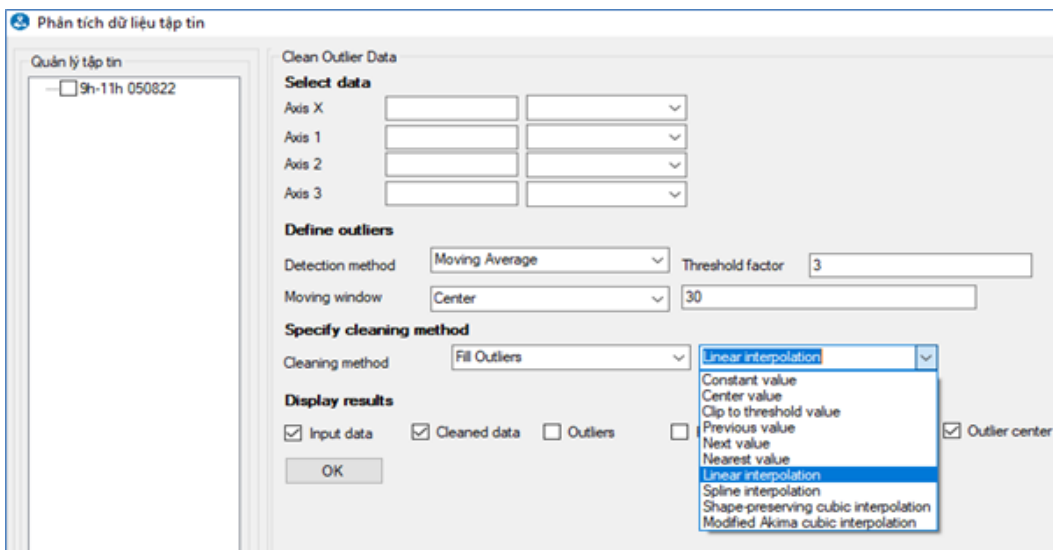 Phân tích dữ liệu tập tin
Quản lý tập tin
9h-11h 050822
Clean Outlier Data
Select data
Axis X
Axis 1
Axis 2
Axis 3
Define outliers
Detection method Moving Average Threshold factor 3
Moving window Center 30
Specify cleaning method
Cleaning method Fill Outliers Linear interpolation
Constant value
Center value
Clip to threshold value
Previous value
Next value
Nearest value
Linear interpolation
Spline interpolation
Shape-preserving cubic interpolation
Modified Akima cubic interpolation
Display results
Input data Cleaned data Outliers Outlier center
OK